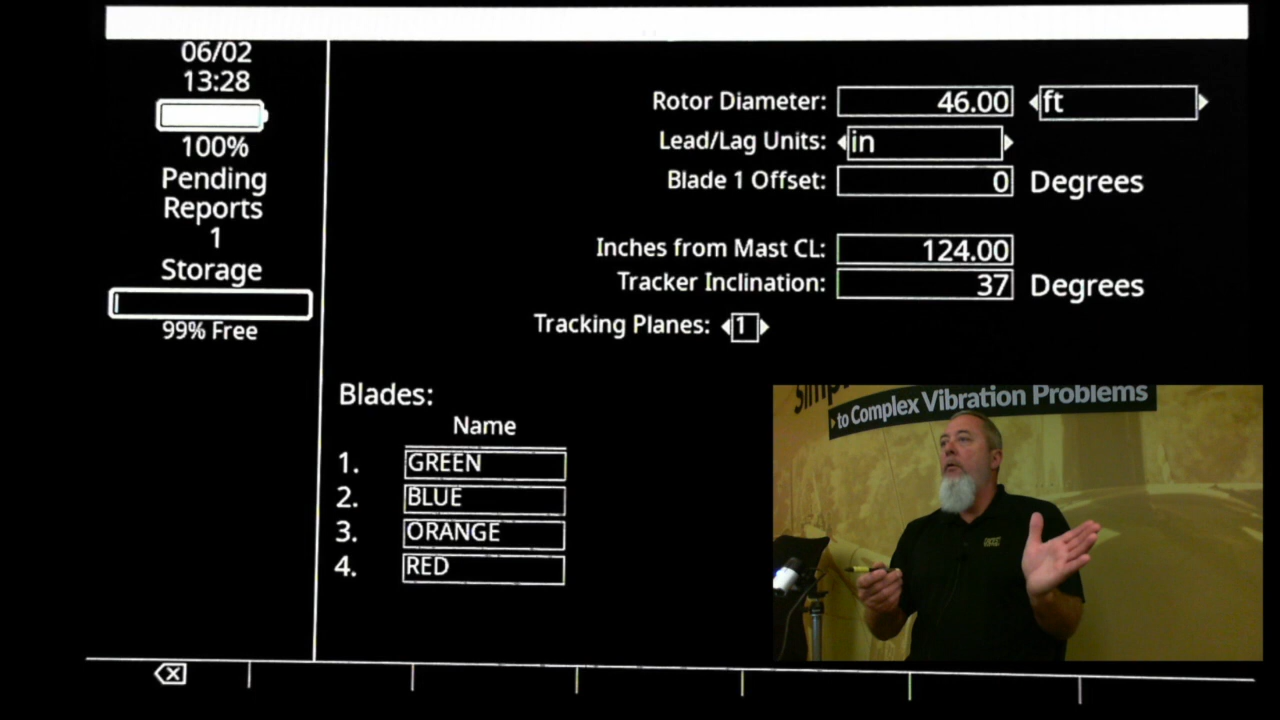 06/02
13:28
100%
Pending
Reports
1
Storage
99% Free
Rotor Diameter: 46.00 ft
Lead/Lag Units: in
Blade 1 Offset: 0 Degrees
Inches from Mast CL: 124.00
Tracker Inclination: 37 Degrees
Tracking Planes: 1
Blades:
Name
1. GREEN
2. BLUE
3. ORANGE
4. RED
to Complex Vibration Problems